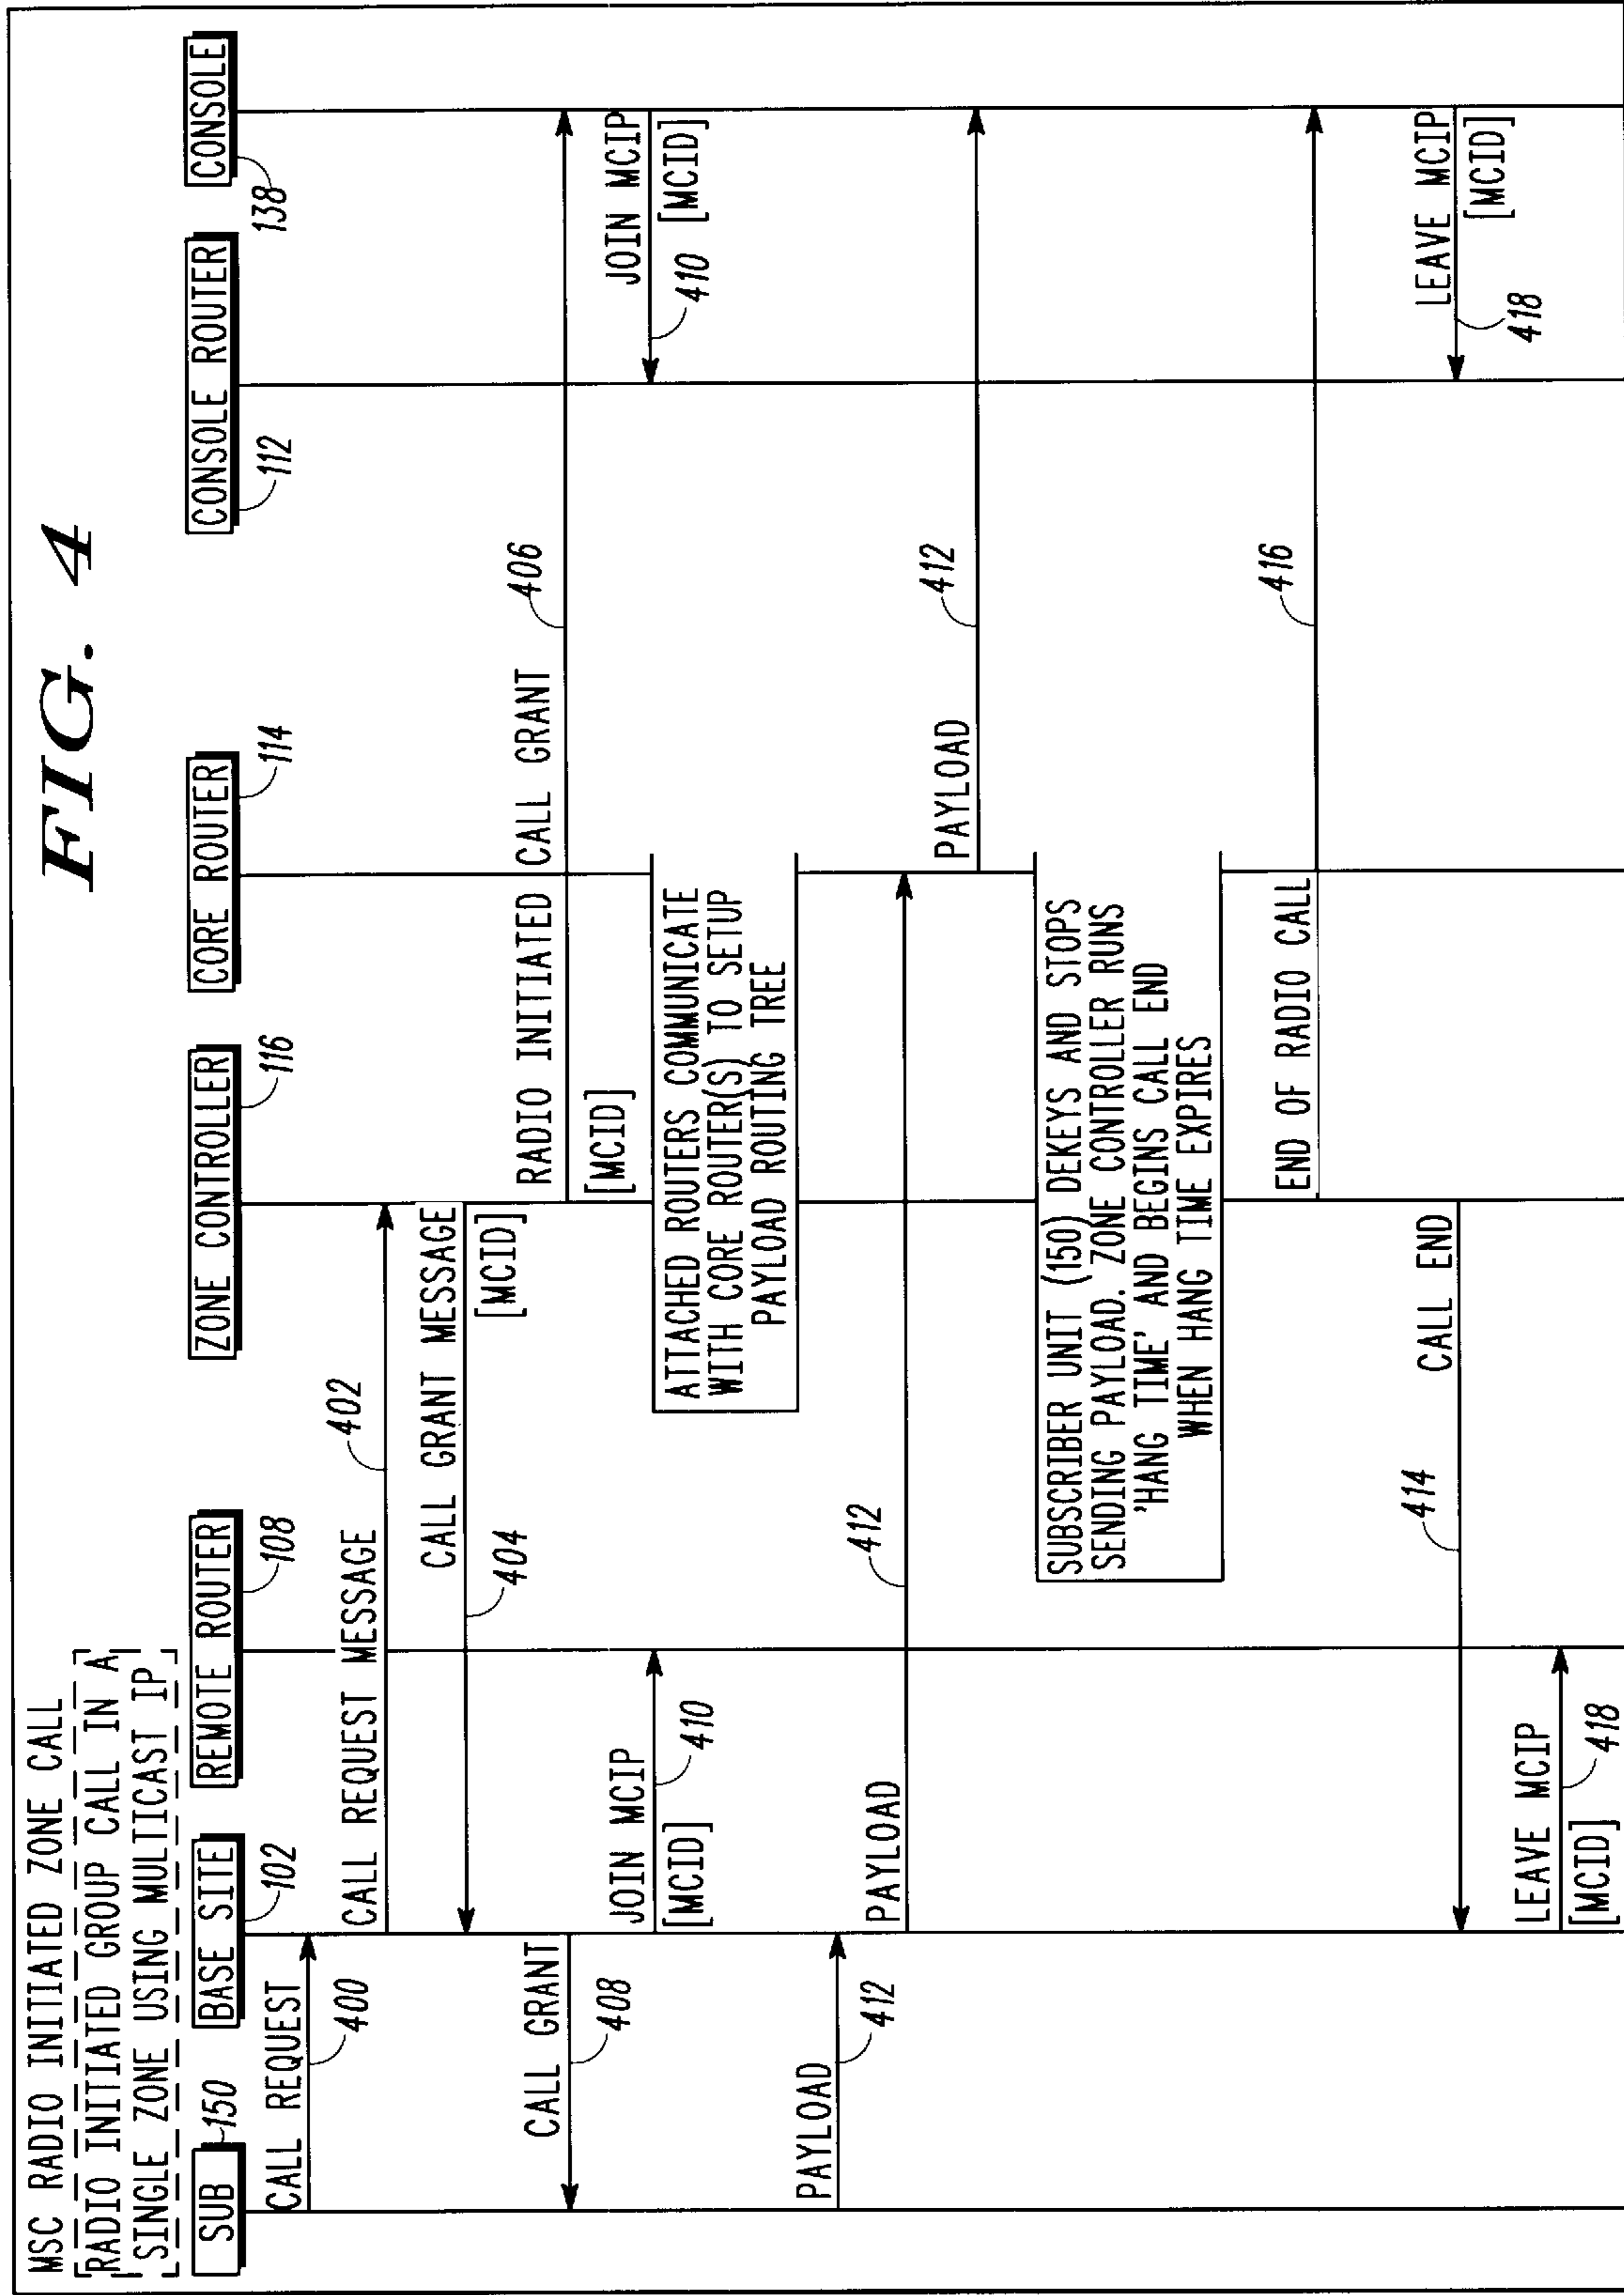 FIG. 4
MSC RADIO INITIATED ZONE CALL
RADIO INITIATED GROUP CALL IN A
SINGLE ZONE USING MULTICAST IP
SUB
150
BASE SITE
102
REMOTE ROUTER
108
ZONE CONTROLLER
116
CORE ROUTER
114
CONSOLE ROUTER
112
CONSOLE
138
CALL REQUEST
400
CALL REQUEST MESSAGE
402
CALL GRANT MESSAGE
404
[MCID]
RADIO INITIATED CALL GRANT
406
[MCID]
CALL GRANT
408
JOIN MCIP
410
[MCID]
JOIN MCIP
410
[MCID]
ATTACHED ROUTERS COMMUNICATE
WITH CORE ROUTER(S) TO SETUP
PAYLOAD ROUTING TREE
PAYLOAD
412
PAYLOAD
412
PAYLOAD
412
SUBSCRIBER UNIT (150) DEKEYS AND STOPS
SENDING PAYLOAD. ZONE CONTROLLER RUNS
'HANG TIME' AND BEGINS CALL END
WHEN HANG TIME EXPIRES
END OF RADIO CALL
416
CALL END
414
LEAVE MCIP
418
[MCID]
LEAVE MCIP
418
[MCID]